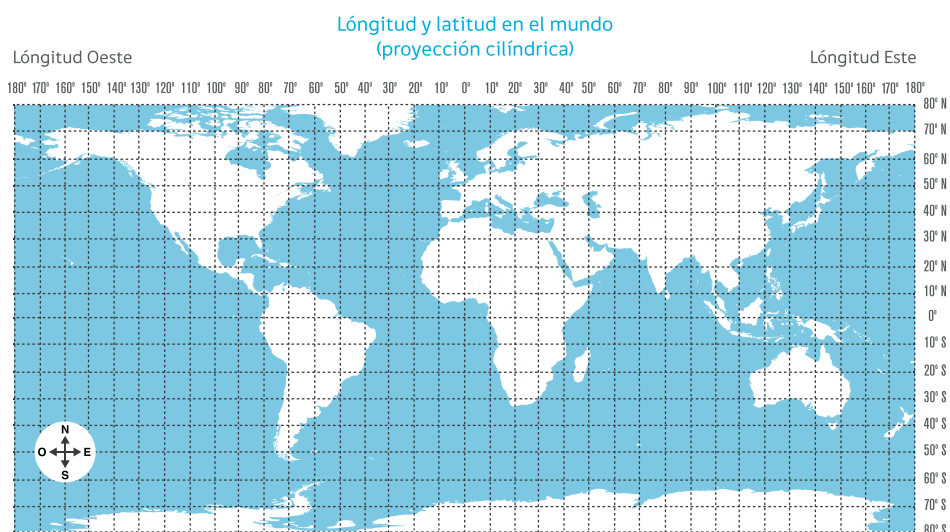 Lóngitud y latitud en el mundo
(proyección cilíndrica)
Lóngitud Oeste
Lóngitud Este
180° 170° 160° 150° 140° 130° 120° 110° 100° 90° 80° 70° 60° 50° 40° 30° 20° 10° 0° 10° 20° 30° 40° 50° 60° 70° 80° 90° 100° 110° 120° 130° 140° 150° 160° 170° 180°
80° N
70° N
60° N
50° N
40° N
30° N
20° N
10° N
0°
10° S
20° S
30° S
40° S
50° S
60° S
70° S
80° S
N
O E
S